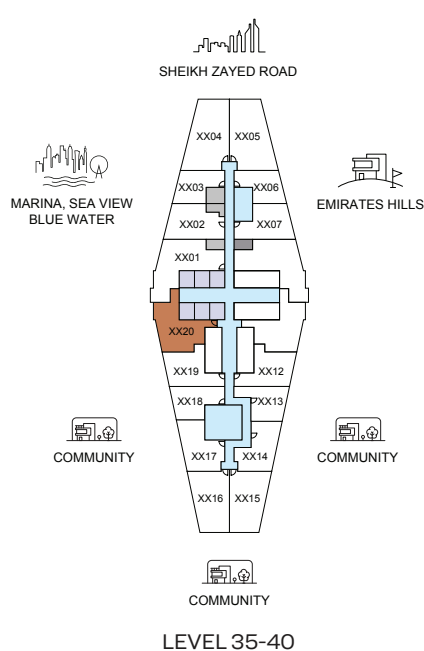 SHEIKH ZAYED ROAD
XX04 XX05
MARINA, SEA VIEW
BLUE WATER
XX03 XX06
EMIRATES HILLS
XX02 XX07
XX01
XX20
XX19 XX12
XX18 XX13
COMMUNITY
XX17 XX14
COMMUNITY
XX16 XX15
COMMUNITY
LEVEL 35-40